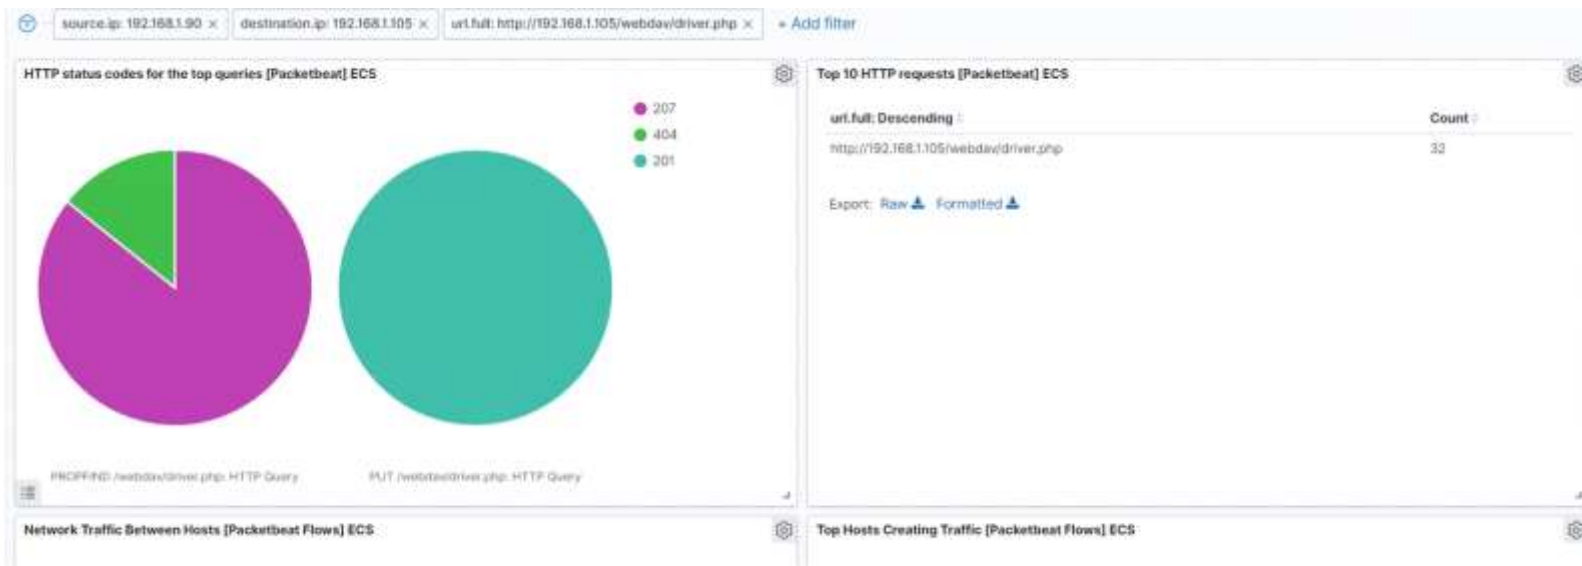 source.ip: 192.168.1.90 × destination.ip: 192.168.1.105 × url.full: http://192.168.1.105/webdav/driver.php × + Add filter
HTTP status codes for the top queries [Packetbeat] ECS
207
404
201
PROPFIND /webdav/driver.php: HTTP Query
PUT /webdav/driver.php: HTTP Query
Top 10 HTTP requests [Packetbeat] ECS
url.full: Descending Count
http://192.168.1.105/webdav/driver.php 32
Export: Raw Formatted
Network Traffic Between Hosts [Packetbeat Flows] ECS
Top Hosts Creating Traffic [Packetbeat Flows] ECS